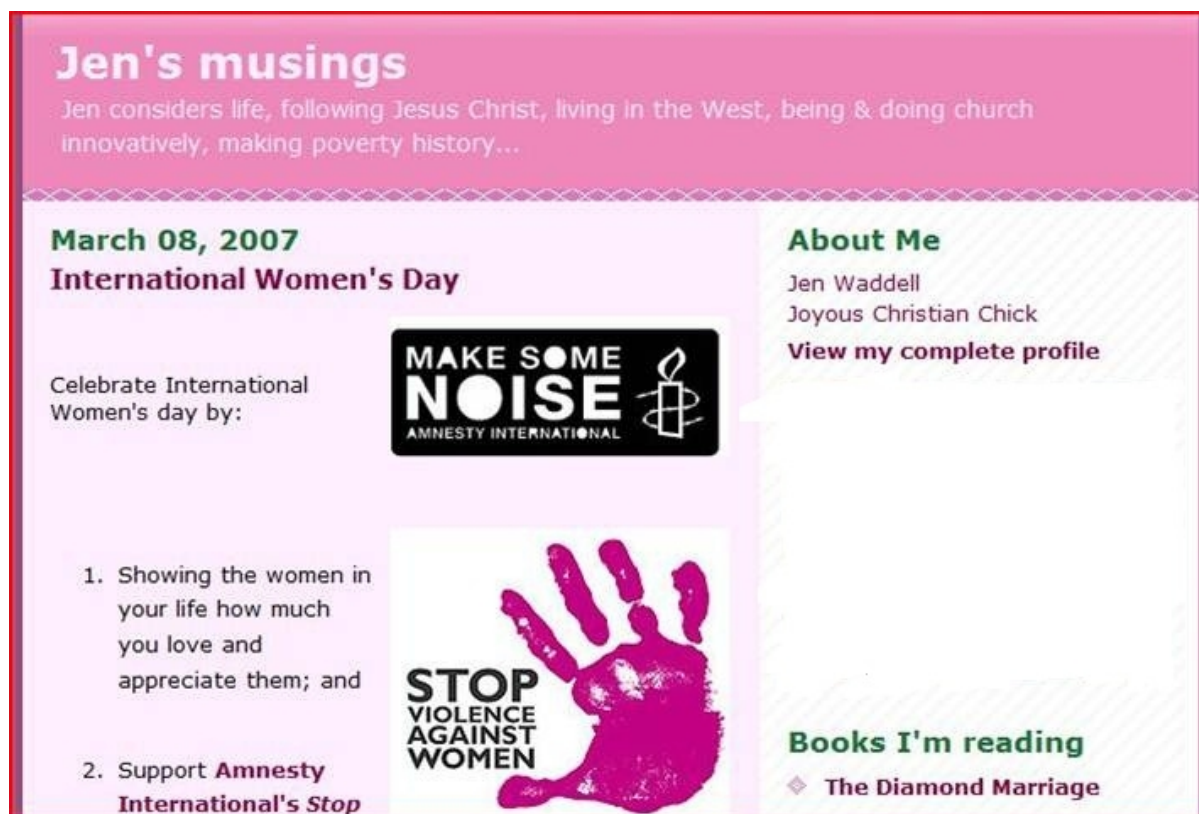 Jen's musings
Jen considers life, following Jesus Christ, living in the West, being & doing church
innovatively, making poverty history...
March 08, 2007
International Women's Day
Celebrate International
Women's day by:
MAKE SOME
NOISE
AMNESTY INTERNATIONAL
1. Showing the women in
your life how much
you love and
appreciate them; and
STOP
VIOLENCE
AGAINST
WOMEN
2. Support Amnesty
International's Stop
About Me
Jen Waddell
Joyous Christian Chick
View my complete profile
Books I'm reading
The Diamond Marriage